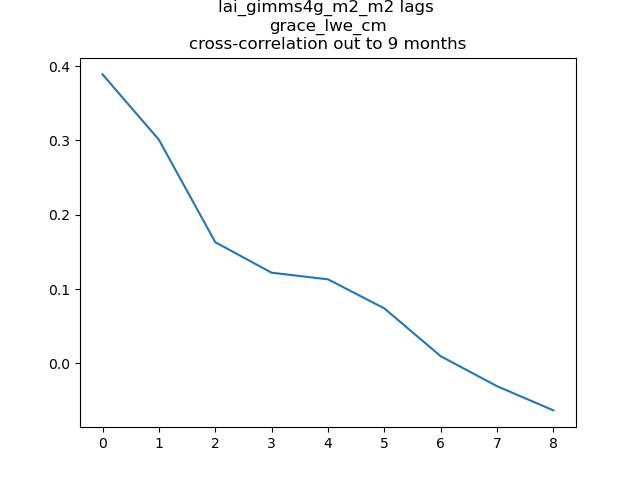 lai_gimms4g_m2_m2 lags
grace_lwe_cm
cross-correlation out to 9 months
0.4
0.3
0.2
0.1
0.0
0 1 2 3 4 5 6 7 8